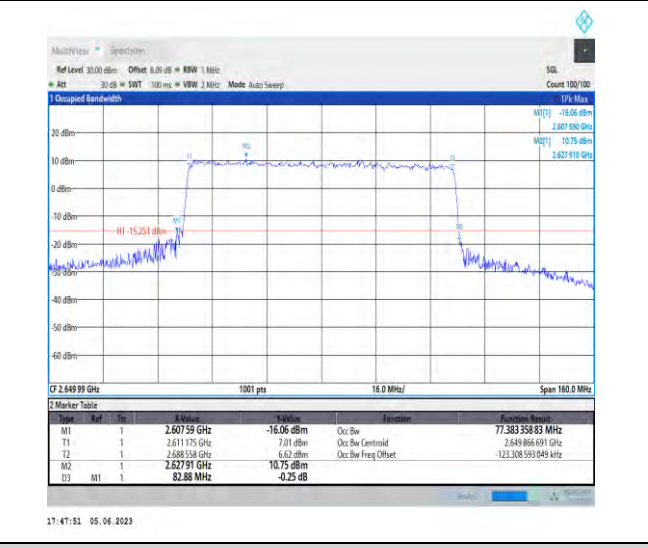 MultiView Spectrum
Ref Level 30.00 dBm Offset 8.09 dB RBW 1 MHz SGL
Att 30 dB SWT 100 ms VBW 2 MHz Mode Auto Sweep Count 100/100
1 Occupied Bandwidth 1Pk Max
M1[1] -16.06 dBm
2.607 590 GHz
20 dBm M2[1] 10.75 dBm
2.627 910 GHz
M2
T1
10 dBm
0 dBm
-10 dBm
M1
H1 -15.251 dBm
-20 dBm
-30 dBm
-40 dBm
-50 dBm
-60 dBm
CF 2.649 99 GHz 1001 pts 16.0 MHz/ Span 160.0 MHz
2 Marker Table
Type Ref Trc X-Value Y-Value Function Function Result
M1 1 2.607 59 GHz -16.06 dBm Occ Bw 77.383 358 83 MHz
T1 1 2.611 175 GHz 7.01 dBm Occ Bw Centroid 2.649 866 691 GHz
T2 1 2.688 558 GHz 6.62 dBm Occ Bw Freq Offset -123.308 593 049 kHz
M2 1 2.627 91 GHz 10.75 dBm
D3 M1 1 82.88 MHz -0.25 dB
17:47:51 05.06.2023